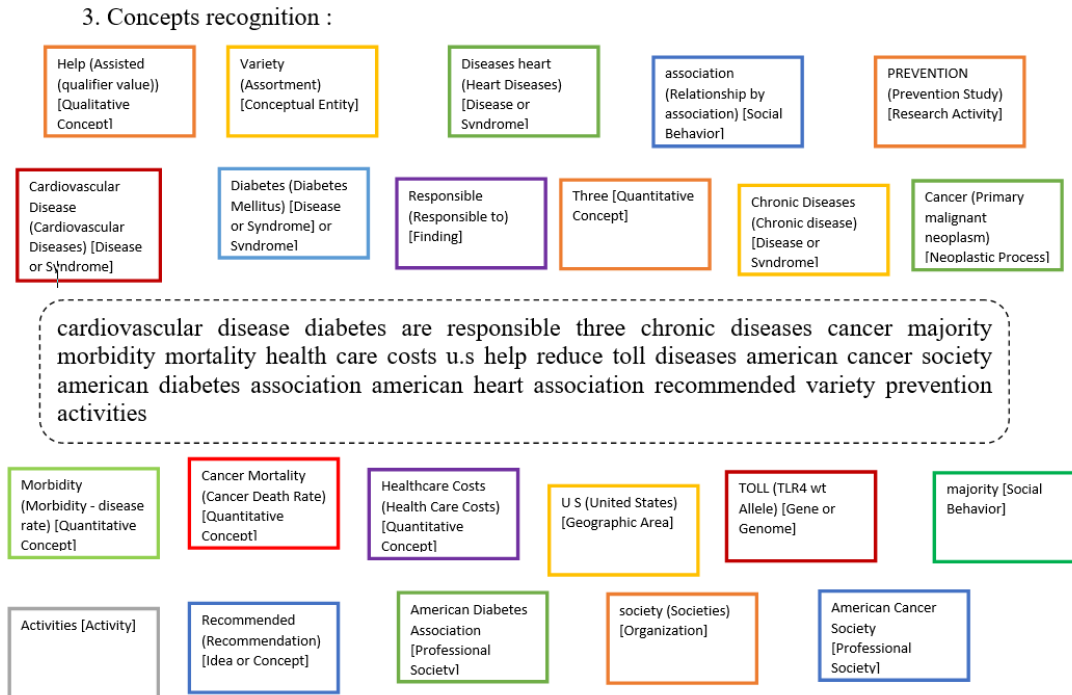 3. Concepts recognition :
Help (Assisted
(qualifier value))
[Qualitative
Concept]
Variety
(Assortment)
[Conceptual Entity]
Diseases heart
(Heart Diseases)
[Disease or
Syndrome]
association
(Relationship by
association) [Social
Behavior]
PREVENTION
(Prevention Study)
[Research Activity]
Cardiovascular
Disease
(Cardiovascular
Diseases) [Disease
or Syndrome]
Diabetes (Diabetes
Mellitus) [Disease
or Syndrome] or
Syndrome]
Responsible
(Responsible to)
[Finding]
Three [Quantitative
Concept]
Chronic Diseases
(Chronic disease)
[Disease or
Syndrome]
Cancer (Primary
malignant
neoplasm)
[Neoplastic Process]
cardiovascular disease diabetes are responsible three chronic diseases cancer majority
morbidity mortality health care costs u.s help reduce toll diseases american cancer society
american diabetes association american heart association recommended variety prevention
activities
Morbidity
(Morbidity - disease
rate) [Quantitative
Concept]
Cancer Mortality
(Cancer Death Rate)
[Quantitative
Concept]
Healthcare Costs
(Health Care Costs)
[Quantitative
Concept]
U S (United States)
[Geographic Area]
TOLL (TLR4 wt
Allele) [Gene or
Genome]
majority [Social
Behavior]
Activities [Activity]
Recommended
(Recommendation)
[Idea or Concept]
American Diabetes
Association
[Professional
Society]
society (Societies)
[Organization]
American Cancer
Society
[Professional
Society]